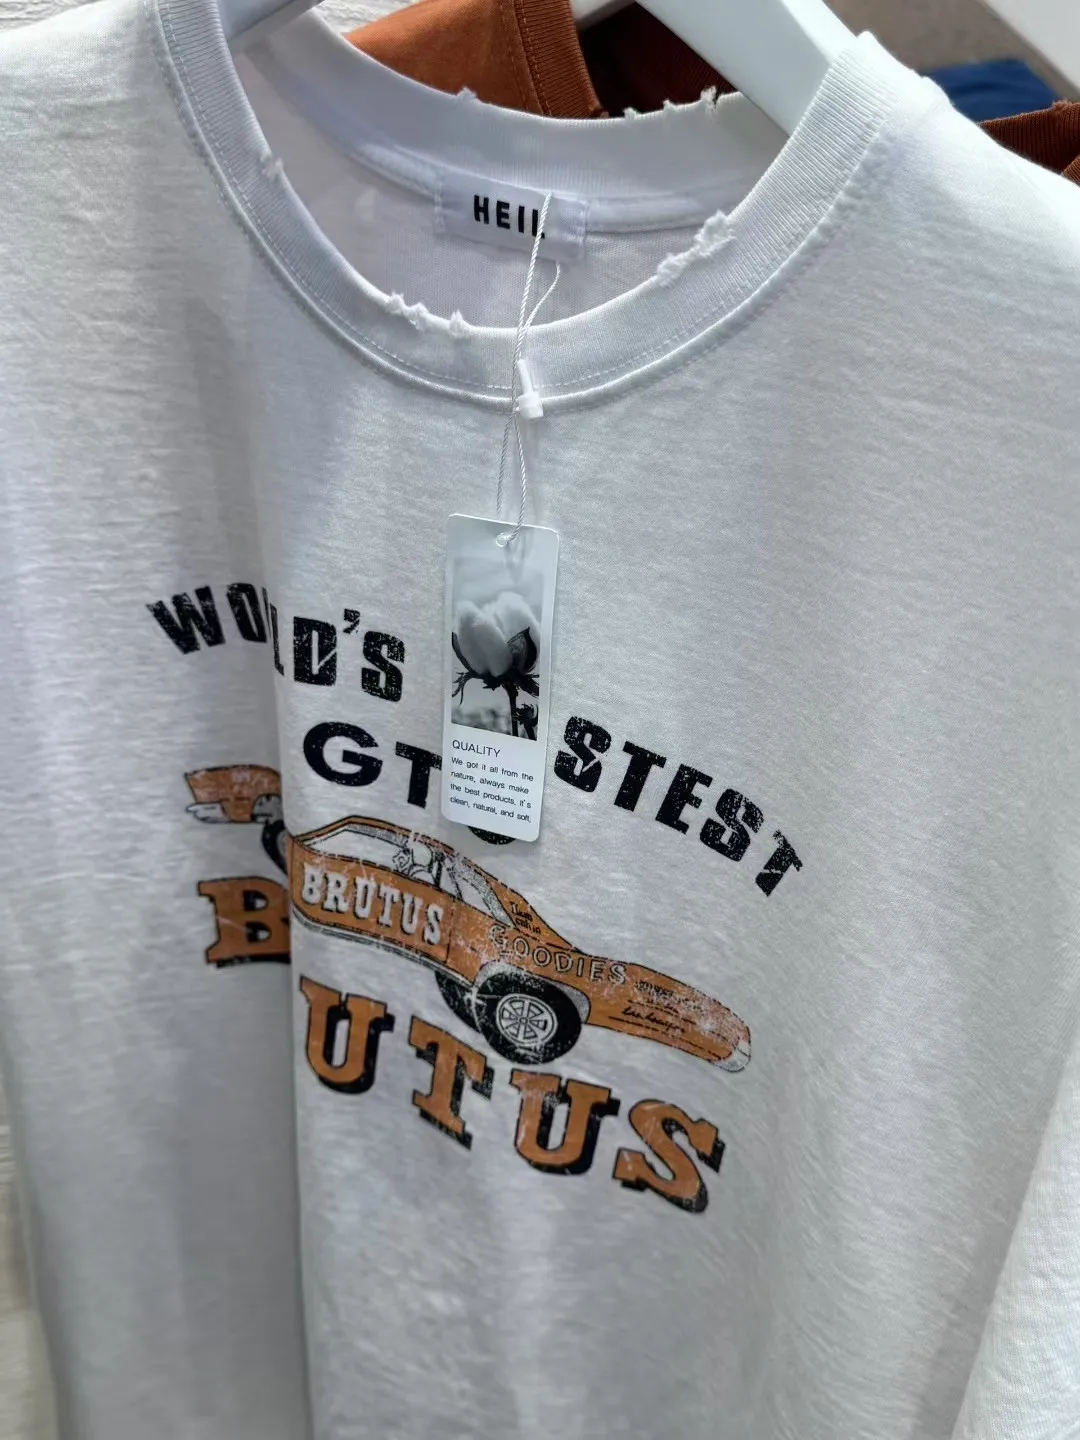 HEIL
WORLD'S
STEST
GT
QUALITY
We got it all from the
nature, always make
the best products. It's
clean, natural, and soft.
BRUTUS
GOODIES
B
UTUS